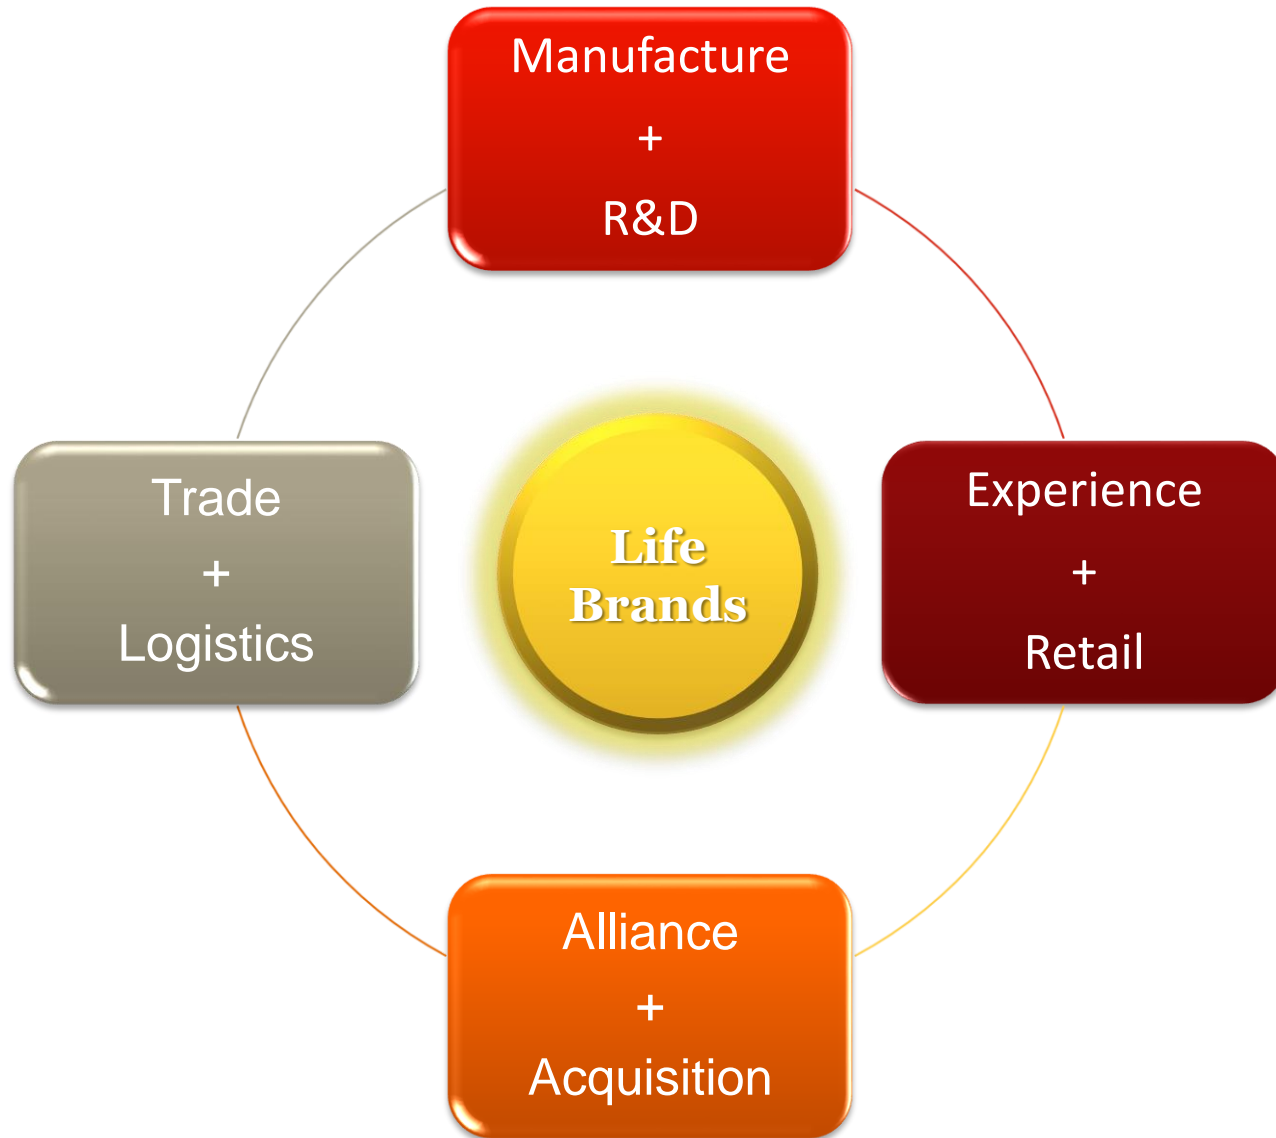 Manufacture
+
R&D
Trade
+
Logistics
Life
Brands
Experience
+
Retail
Alliance
+
Acquisition